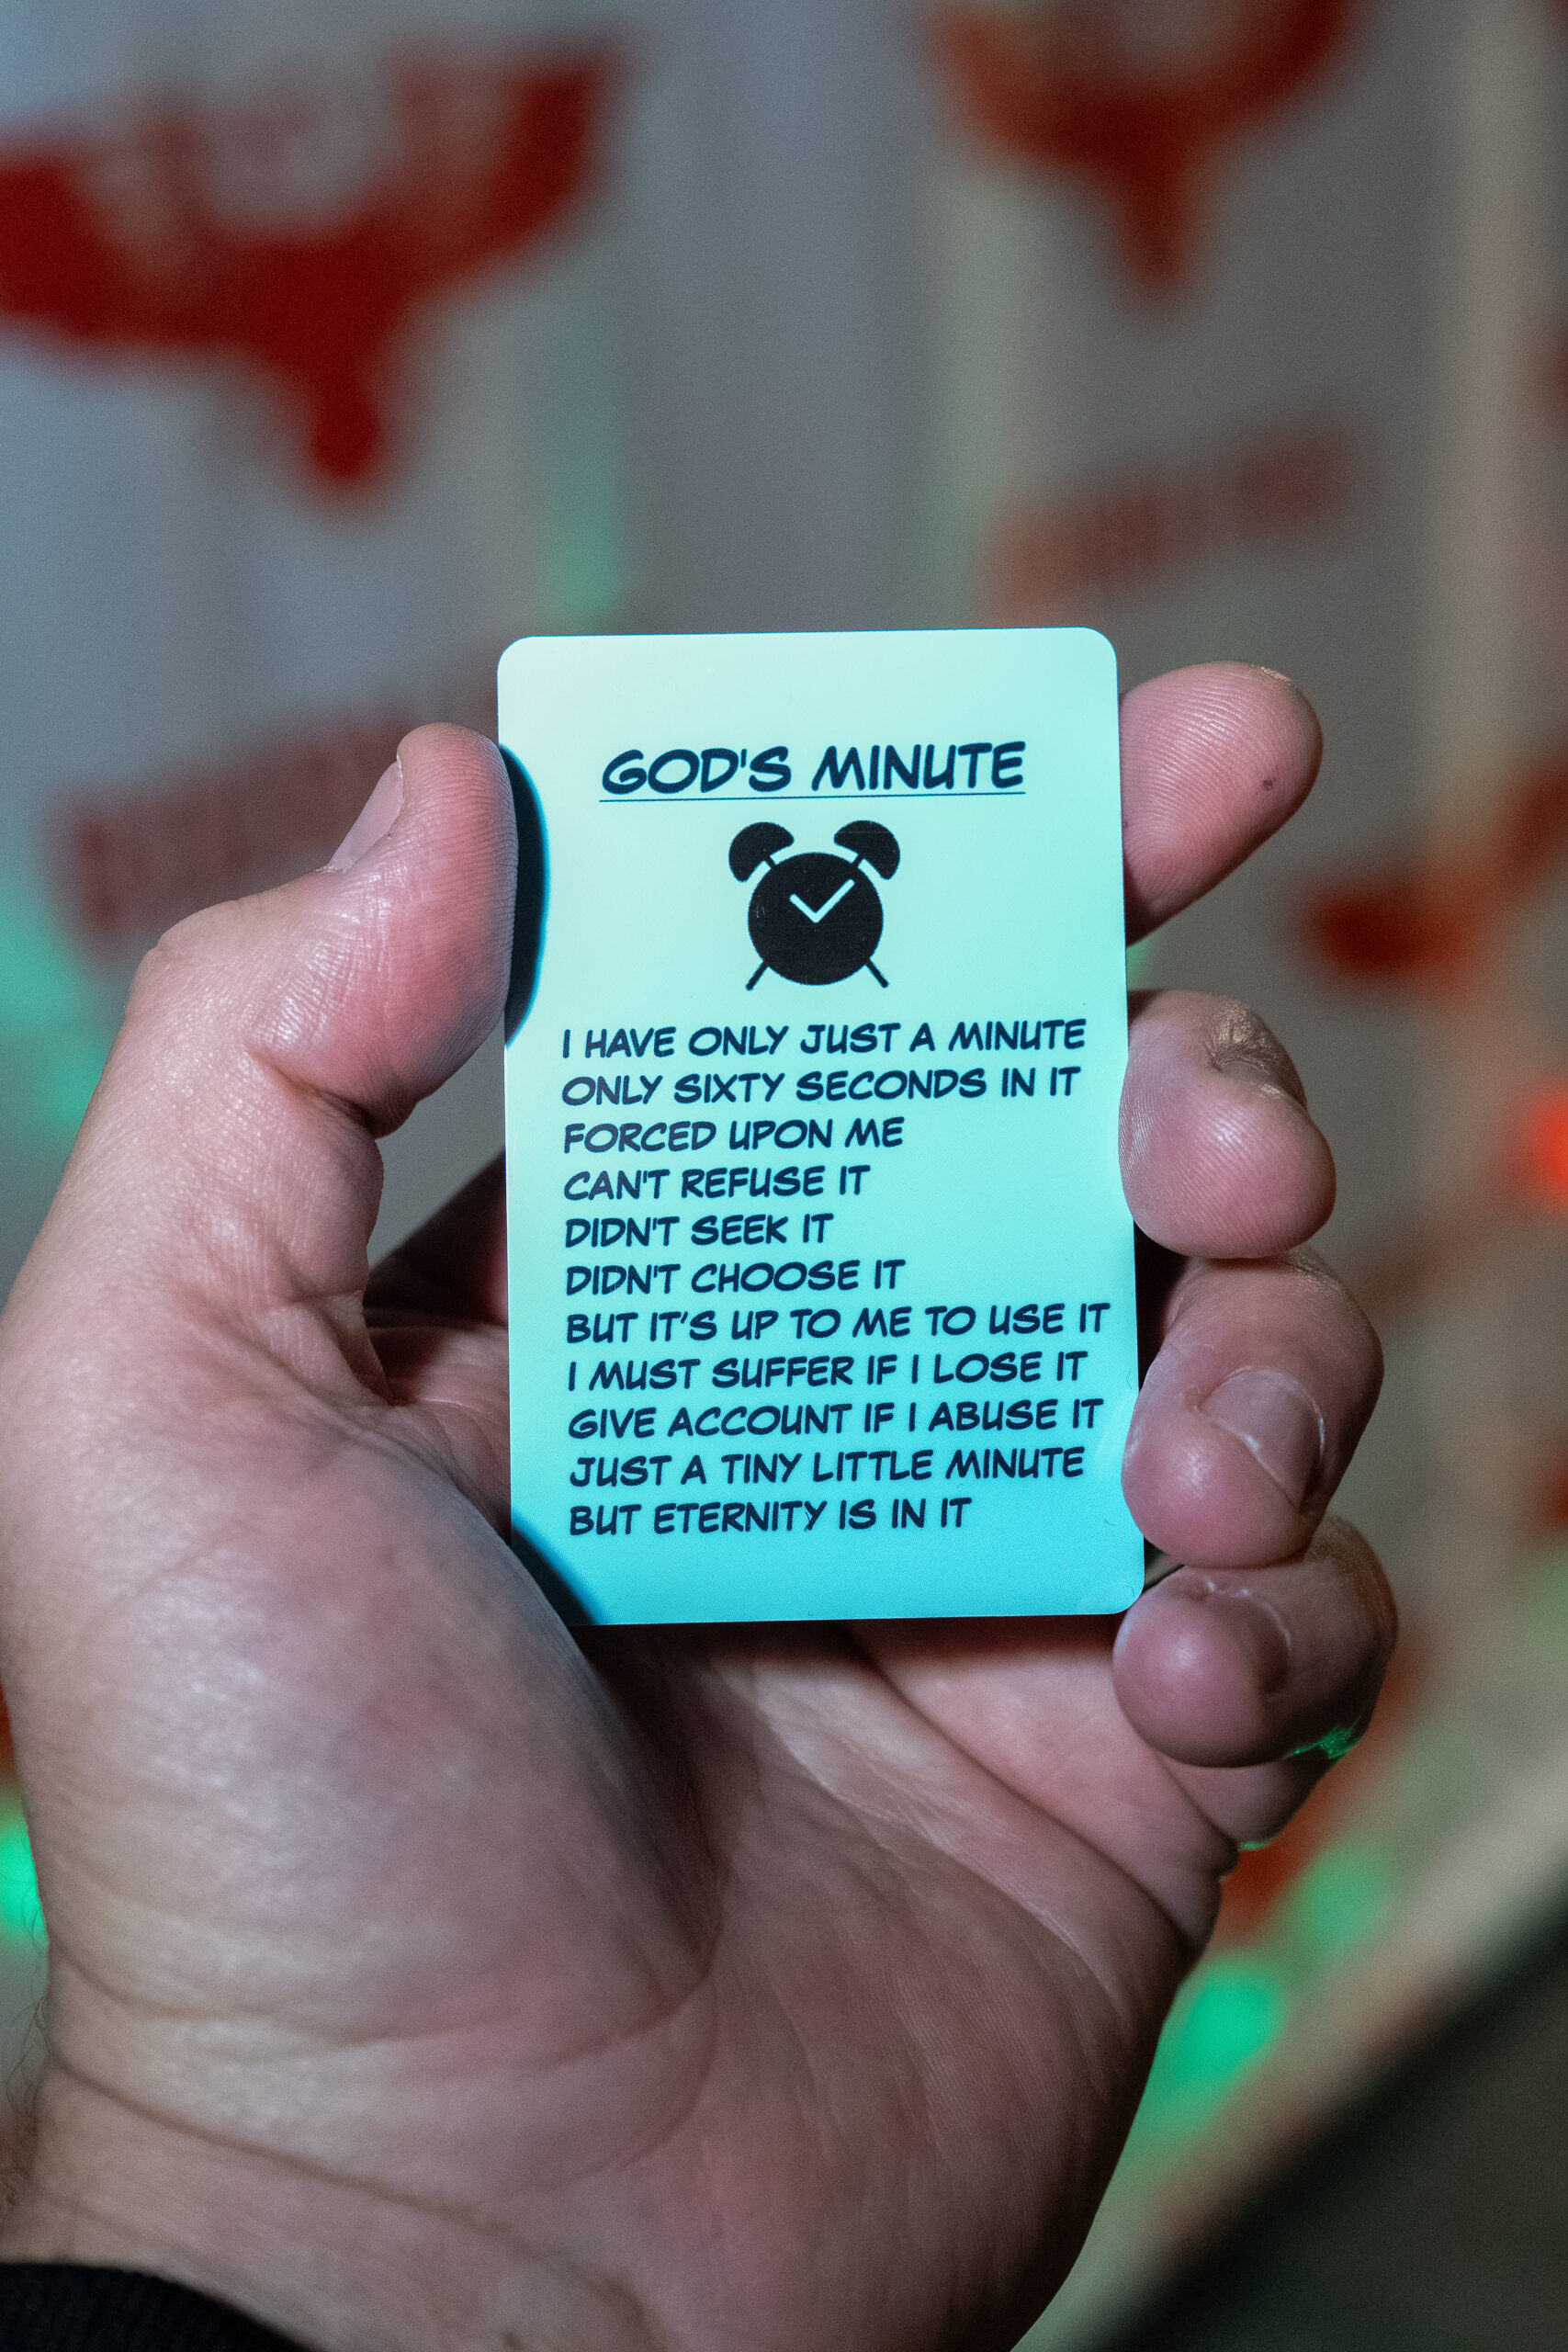 GOD'S MINUTE
I HAVE ONLY JUST A MINUTE
ONLY SIXTY SECONDS IN IT
FORCED UPON ME
CAN'T REFUSE IT
DIDN'T SEEK IT
DIDN'T CHOOSE IT
BUT IT'S UP TO ME TO USE IT
I MUST SUFFER IF I LOSE IT
GIVE ACCOUNT IF I ABUSE IT
JUST A TINY LITTLE MINUTE
BUT ETERNITY IS IN IT